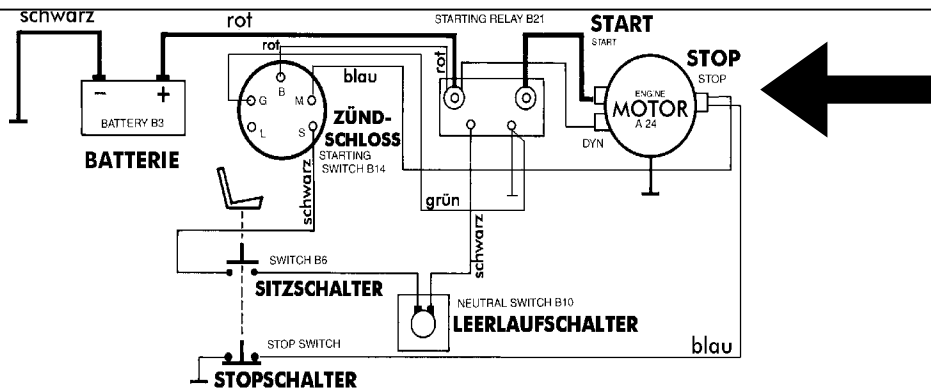 schwarz
rot
STARTING RELAY B21
START
START
STOP
STOP
rot
rot
blau
B
G
M
L
S
ZÜND-
SCHLOSS
STARTING
SWITCH B14
ENGINE
MOTOR
A 24
DYN
–
+
BATTERY B3
BATTERIE
schwarz
grün
schwarz
SWITCH B6
SITZSCHALTER
NEUTRAL SWITCH B10
LEERLAUFSCHALTER
STOP SWITCH
STOPSCHALTER
blau